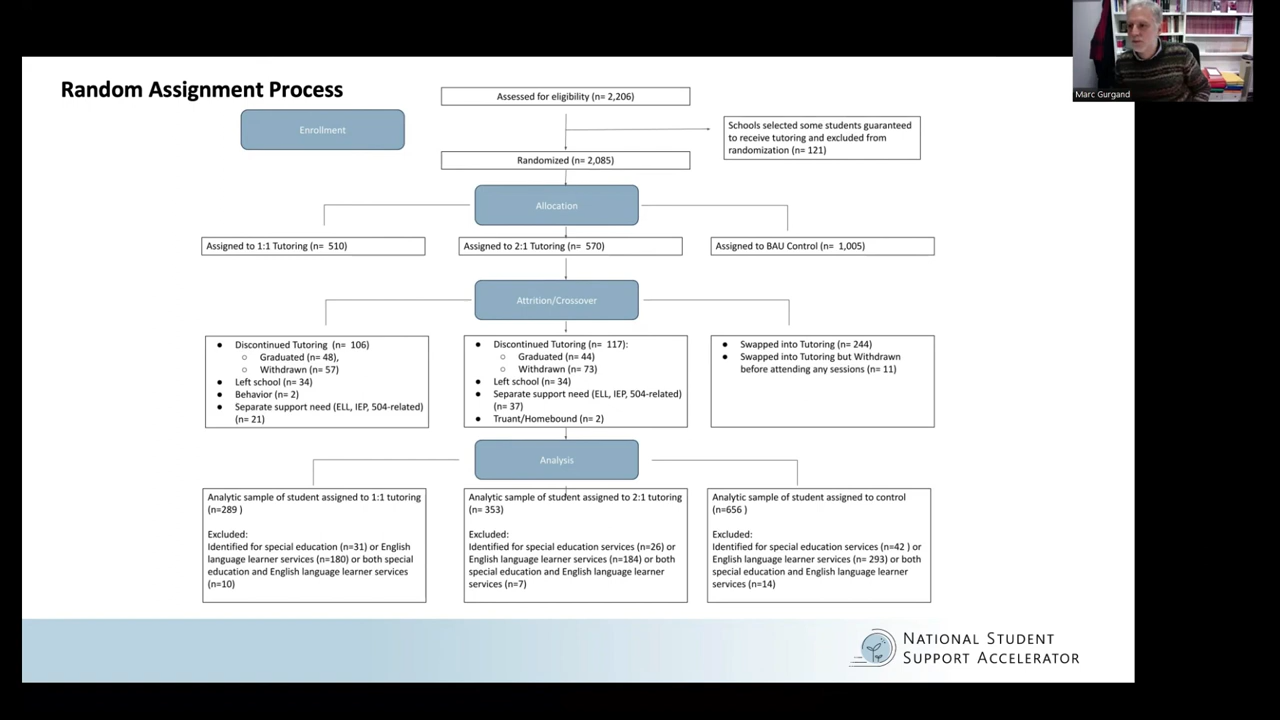 Marc Gurgand
Random Assignment Process
Assessed for eligibility (n= 2,206)
Enrollment
Schools selected some students guaranteed
to receive tutoring and excluded from
randomization (n= 121)
Randomized (n= 2,085)
Allocation
Assigned to 1:1 Tutoring (n= 510)
Assigned to 2:1 Tutoring (n= 570)
Assigned to BAU Control (n= 1,005)
Attrition/Crossover
● Discontinued Tutoring (n= 106)
○ Graduated (n= 48),
○ Withdrawn (n= 57)
● Left school (n= 34)
● Behavior (n= 2)
● Separate support need (ELL, IEP, 504-related)
(n= 21)
● Discontinued Tutoring (n= 117):
○ Graduated (n= 44)
○ Withdrawn (n= 73)
● Left school (n= 34)
● Separate support need (ELL, IEP, 504-related)
(n= 37)
● Truant/Homebound (n= 2)
● Swapped into Tutoring (n= 244)
● Swapped into Tutoring but Withdrawn
before attending any sessions (n= 11)
Analysis
Analytic sample of student assigned to 1:1 tutoring
(n=289 )
Excluded:
Identified for special education (n=31) or English
language learner services (n=180) or both special
education and English language learner services
(n=10)
Analytic sample of student assigned to 2:1 tutoring
(n= 353)
Excluded:
Identified for special education services (n=26) or
English language learner services (n=184) or both
special education and English language learner
services (n=7)
Analytic sample of student assigned to control
(n=656 )
Excluded:
Identified for special education services (n=42 ) or
English language learner services (n= 293) or both
special education and English language learner
services (n=14)
NATIONAL STUDENT
SUPPORT ACCELERATOR